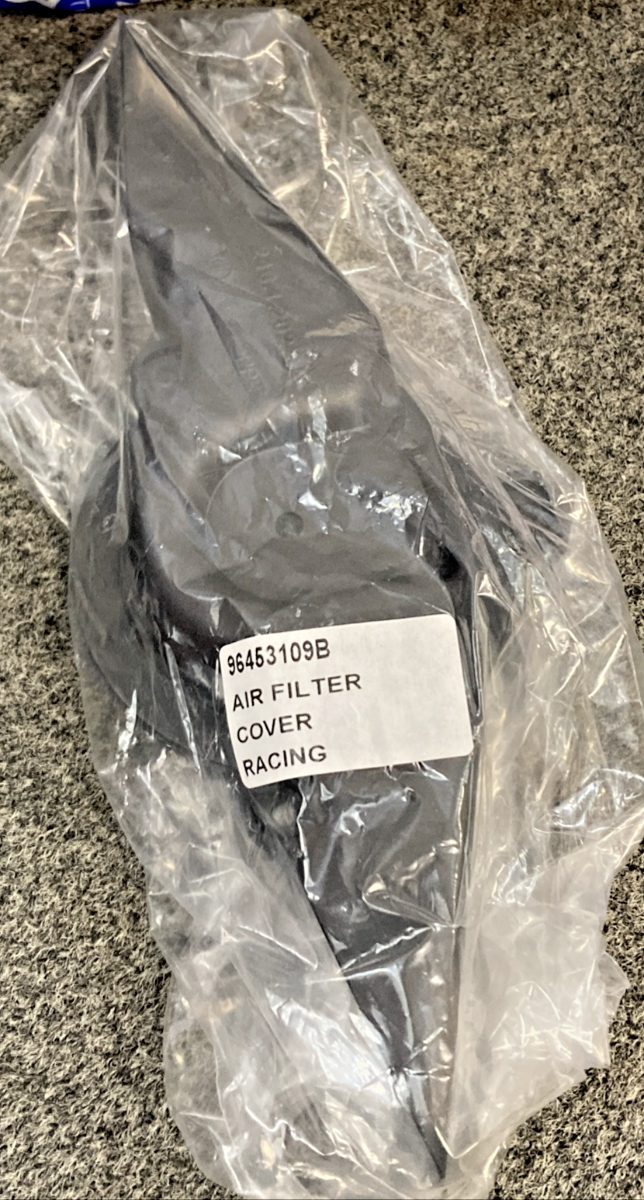 96453109B
AIR FILTER
COVER
RACING